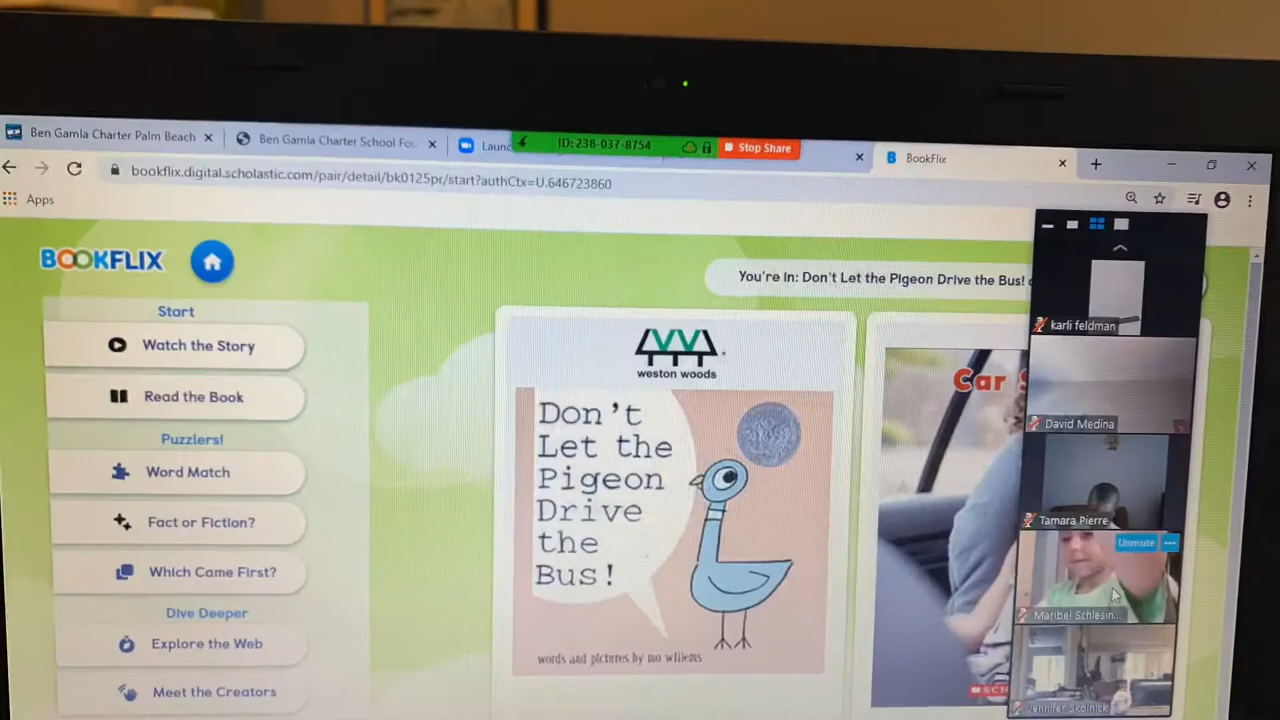 Ben Gamla Charter Palm Beach
Ben Gamla Charter School Fou
Launc
ID: 238-037-8754
Stop Share
BookFlix
bookflix.digital.scholastic.com/pair/detail/bk0125pr/start?authCtx=U.646723860
Apps
BOOKFLIX
You're In: Don't Let the Pigeon Drive the Bus!
Start
Watch the Story
Read the Book
Puzzlers!
Word Match
Fact or Fiction?
Which Came First?
Dive Deeper
Explore the Web
Meet the Creators
weston woods
Don't
Let the
Pigeon
Drive
the
Bus!
words and pictures by mo willems
Car
SCH
karli feldman
David Medina
Tamara Pierre
Unmute
Maribel Schlesin...
Jennifer Skolnick